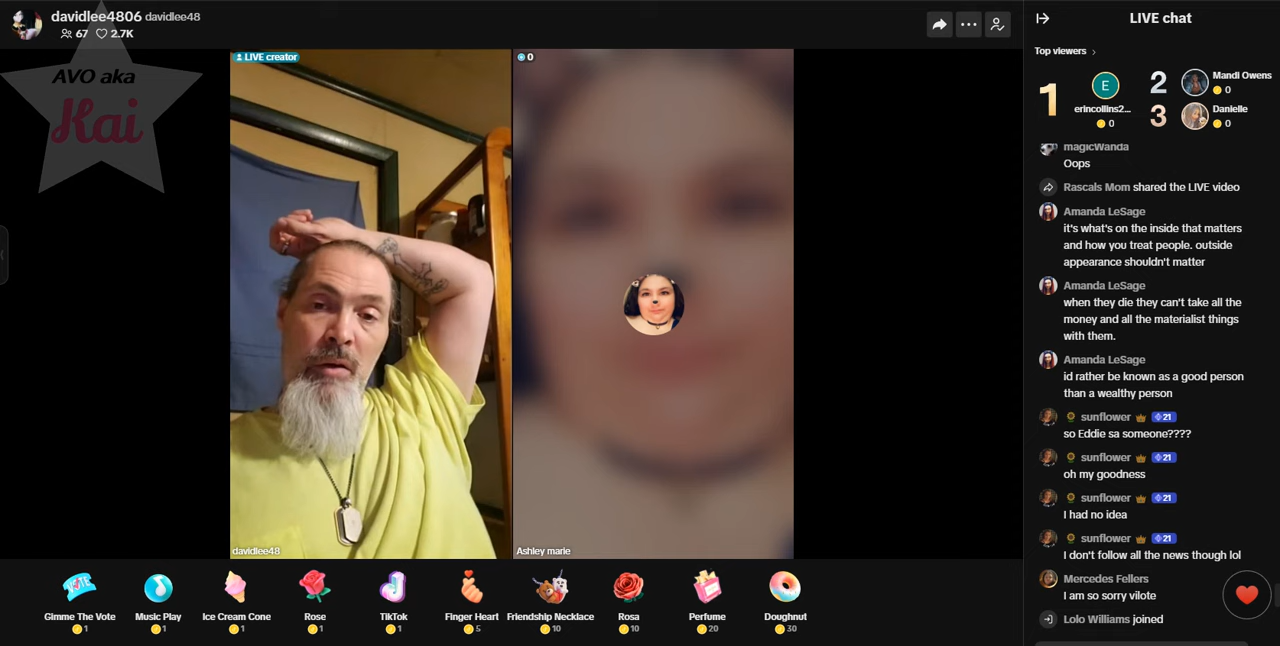 davidlee4806 davidlee48
67 2.7K
AVO aka
Kai
LIVE creator
0
davidlee48
Ashley marie
Gimme The Vote
1
Music Play
1
Ice Cream Cone
1
Rose
1
TikTok
1
Finger Heart
5
Friendship Necklace
10
Rosa
10
Perfume
20
Doughnut
30
LIVE chat
Top viewers
1
E
erincollins2...
0
2
Mandi Owens
0
3
Danielle
0
magicWanda
Oops
Rascals Mom shared the LIVE video
Amanda LeSage
it's what's on the inside that matters
and how you treat people. outside
appearance shouldn't matter
Amanda LeSage
when they die they can't take all the
money and all the materialist things
with them.
Amanda LeSage
id rather be known as a good person
than a wealthy person
sunflower 21
so Eddie sa someone????
sunflower 21
oh my goodness
sunflower 21
I had no idea
sunflower 21
I don't follow all the news though lol
Mercedes Fellers
I am so sorry vilote
Lolo Williams joined